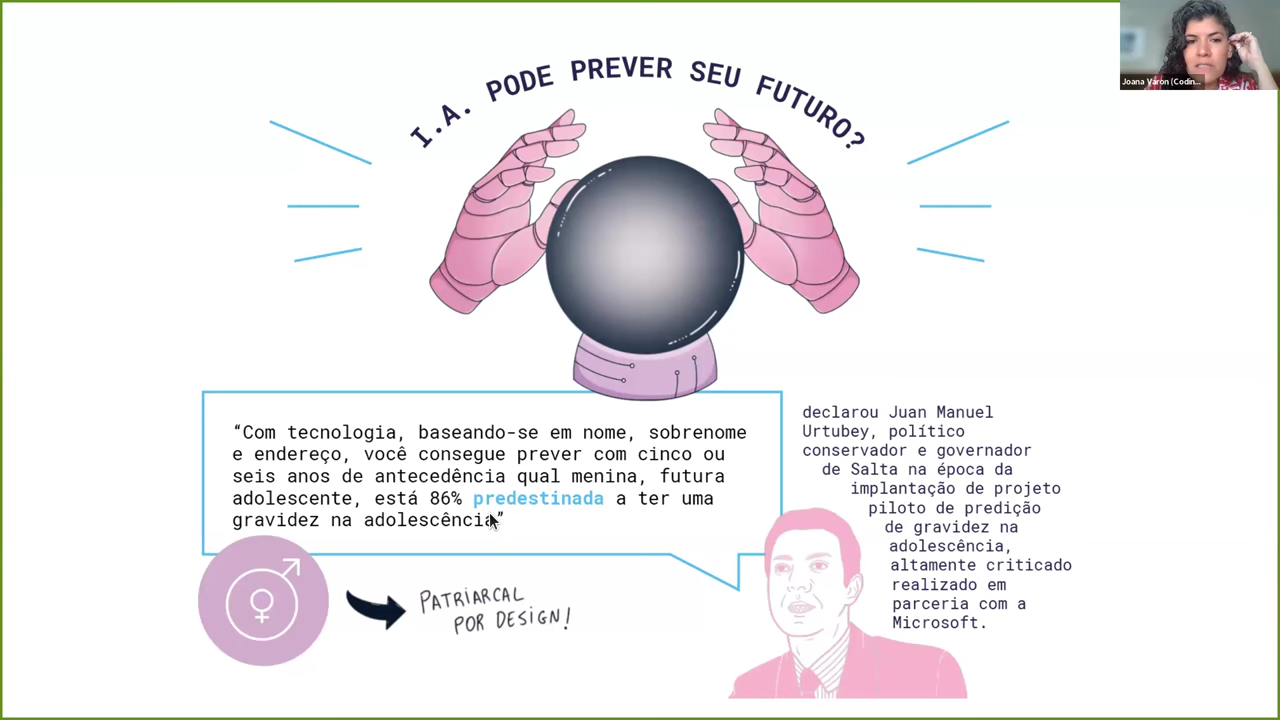 I.A. PODE PREVER SEU FUTURO?
“Com tecnologia, baseando-se em nome, sobrenome
e endereço, você consegue prever com cinco ou
seis anos de antecedência qual menina, futura
adolescente, está 86% predestinada a ter uma
gravidez na adolescência”
declarou Juan Manuel
Urtubey, político
conservador e governador
de Salta na época da
implantação de projeto
piloto de predição
de gravidez na
adolescência,
altamente criticado
realizado em
parceria com a
Microsoft.
PATRIARCAL
POR DESIGN!
Joana Varon (Codin...